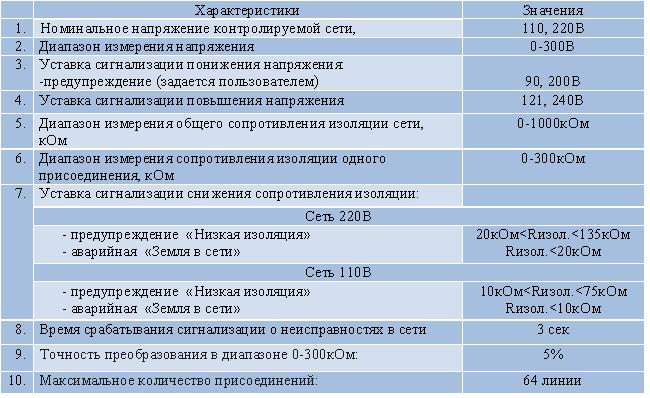 Характеристики Значения
1. Номинальное напряжение контролируемой сети, 110, 220В
2. Диапазон измерения напряжения 0-300В
3. Уставка сигнализации понижения напряжения
-предупреждение (задается пользователем) 90, 200В
4. Уставка сигнализации повышения напряжения 121, 240В
5. Диапазон измерения общего сопротивления изоляции сети, 0-1000кОм
кОм
6. Диапазон измерения сопротивления изоляции одного 0-300кОм
присоединения, кОм
7. Уставка сигнализации снижения сопротивления изоляции:
Сеть 220В
- предупреждение «Низкая изоляция» 20кОм<Rизол.<135кОм
- аварийная «Земля в сети» Rизол.<20кОм
Сеть 110В
- предупреждение «Низкая изоляция» 10кОм<Rизол.<75кОм
- аварийная «Земля в сети» Rизол.<10кОм
8. Время срабатывания сигнализации о неисправностях в сети 3 сек
9. Точность преобразования в диапазоне 0-300кОм: 5%
10. Максимальное количество присоединений: 64 линии